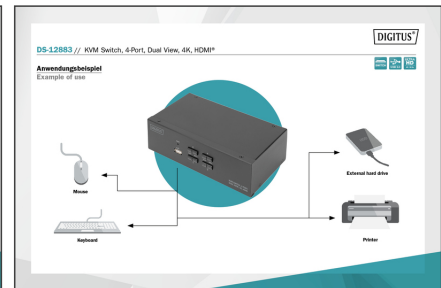 DIGITUS®
DS-12883 // KVM Switch, 4-Port, Dual View, 4K, HDMI®
Anwendungsbeispiel
Example of use
Mouse
Keyboard
External hard drive
Printer